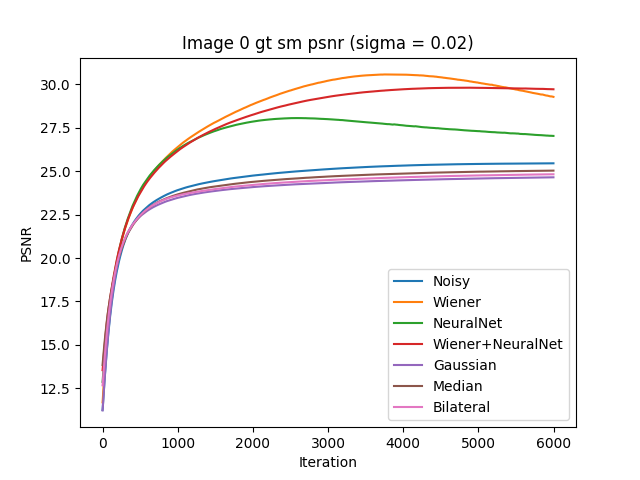 Image 0 gt sm psnr (sigma = 0.02)
30.0
27.5
25.0
22.5
20.0
17.5
15.0
12.5
PSNR
Noisy
Wiener
NeuralNet
Wiener+NeuralNet
Gaussian
Median
Bilateral
0 1000 2000 3000 4000 5000 6000
Iteration